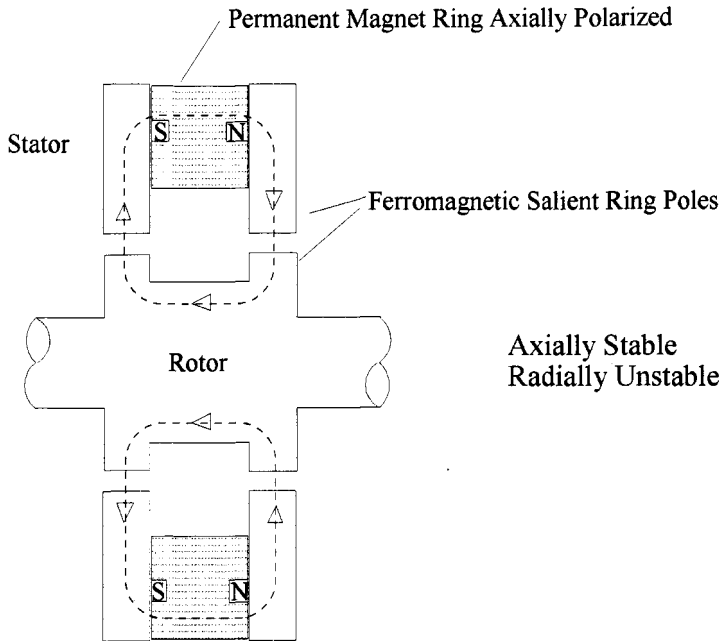 Permanent Magnet Ring Axially Polarized
S N
Stator
Ferromagnetic Salient Ring Poles
Rotor
Axially Stable
Radially Unstable
S N